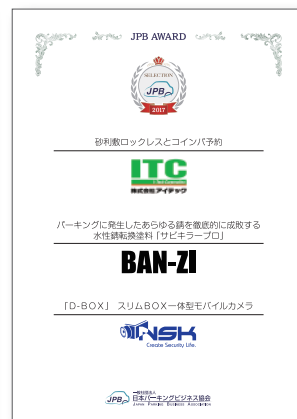 JPB AWARD
SELECTION
JPB
2017
砂利敷ロックレスとコインパ予約
ITC
株式会社アイテック
パーキングに発生したあらゆる錆を徹底的に成敗する
水性錆転換塗料「サビキラープロ」
BAN-ZI
「D-BOX」 スリムBOX一体型モバイルカメラ
NSK
Create Security Life.
JPB
一般社団法人
日本パーキングビジネス協会
JAPAN PARKING BUSINESS ASSOCIATION